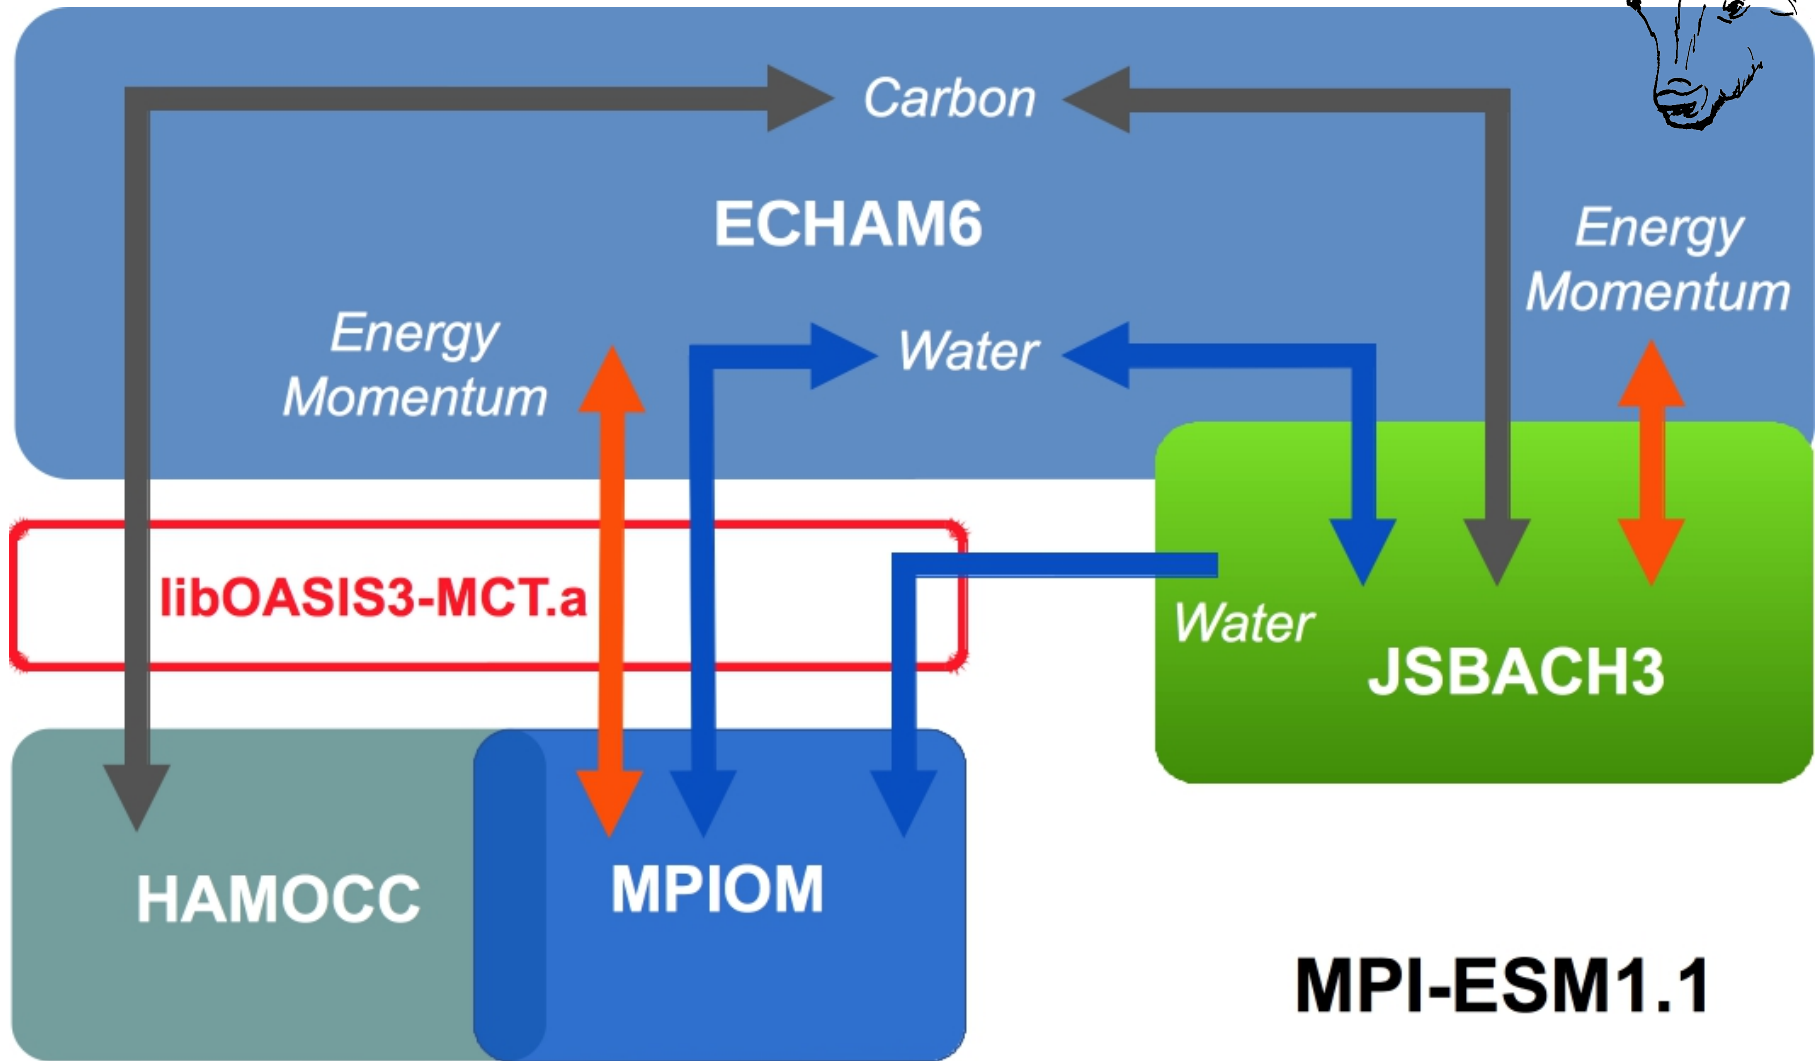 Carbon
ECHAM6
Energy
Momentum
Energy
Momentum
Water
libOASIS3-MCT.a
Water
JSBACH3
HAMOCC
MPIOM
MPI-ESM1.1